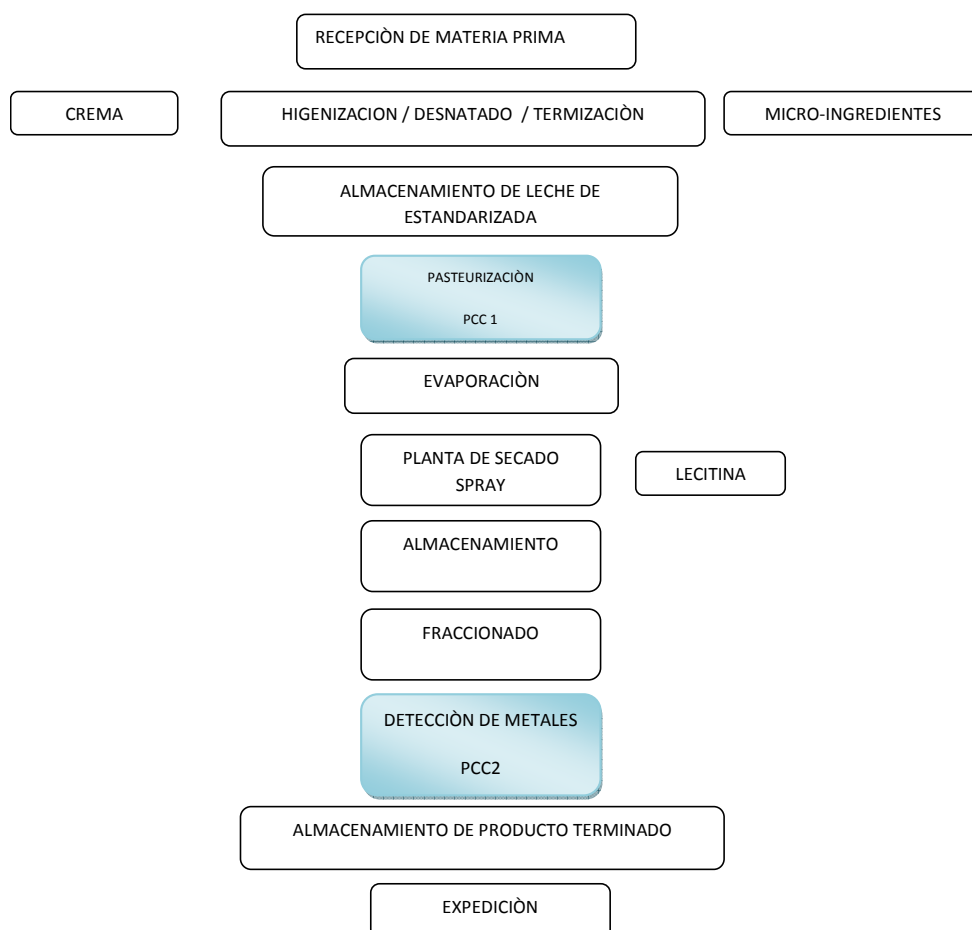 RECEPCIÒN DE MATERIA PRIMA
CREMA
HIGENIZACION / DESNATADO / TERMIZACIÒN
MICRO-INGREDIENTES
ALMACENAMIENTO DE LECHE DE
ESTANDARIZADA
PASTEURIZACIÒN
PCC 1
EVAPORACIÒN
PLANTA DE SECADO
SPRAY
LECITINA
ALMACENAMIENTO
FRACCIONADO
DETECCIÒN DE METALES
PCC2
ALMACENAMIENTO DE PRODUCTO TERMINADO
EXPEDICIÒN